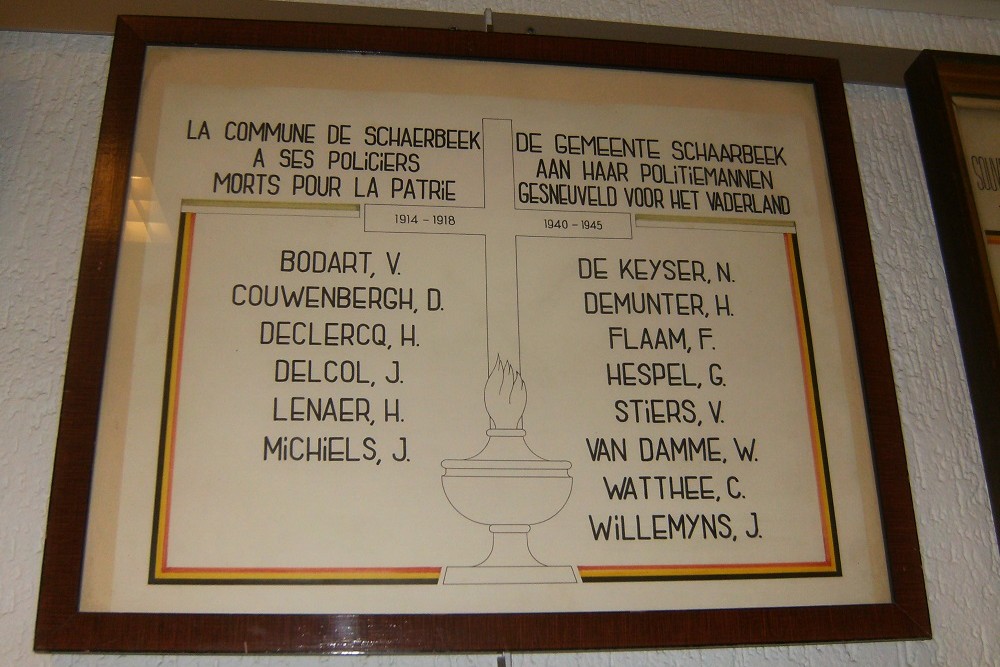 LA COMMUNE DE SCHAERBEEK
A SES POLICIERS
MORTS POUR LA PATRIE
1914 - 1918
BODART, V.
COUWENBERGH, D.
DECLERCQ, H.
DELCOL, J.
LENAER, H.
MICHIELS, J.
DE GEMEENTE SCHAARBEEK
AAN HAAR POLITIEMANNEN
GESNEUVELD VOOR HET VADERLAND
1940 - 1945
DE KEYSER, N.
DEMUNTER, H.
FLAAM, F.
HESPEL, G.
STIERS, V.
VAN DAMME, W.
WATTHEE, C.
WILLEMYNS, J.